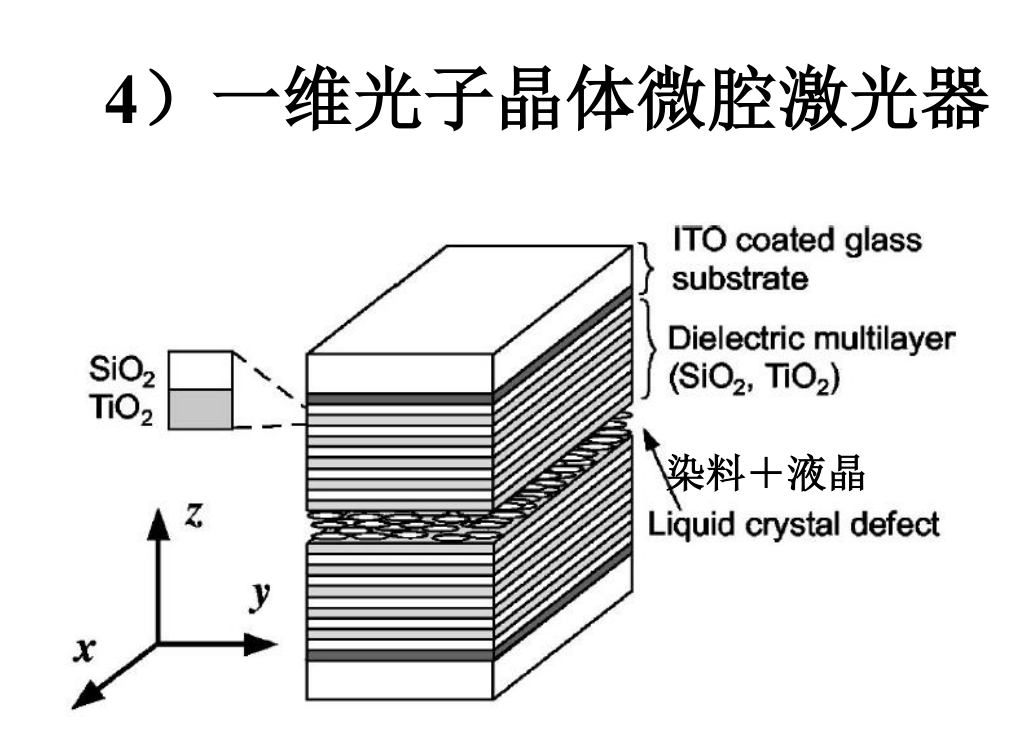 4）一维光子晶体微腔激光器
ITO coated glass
substrate
Dielectric multilayer
(SiO₂, TiO₂)
SiO₂
TiO₂
染料＋液晶
Liquid crystal defect
z
y
x